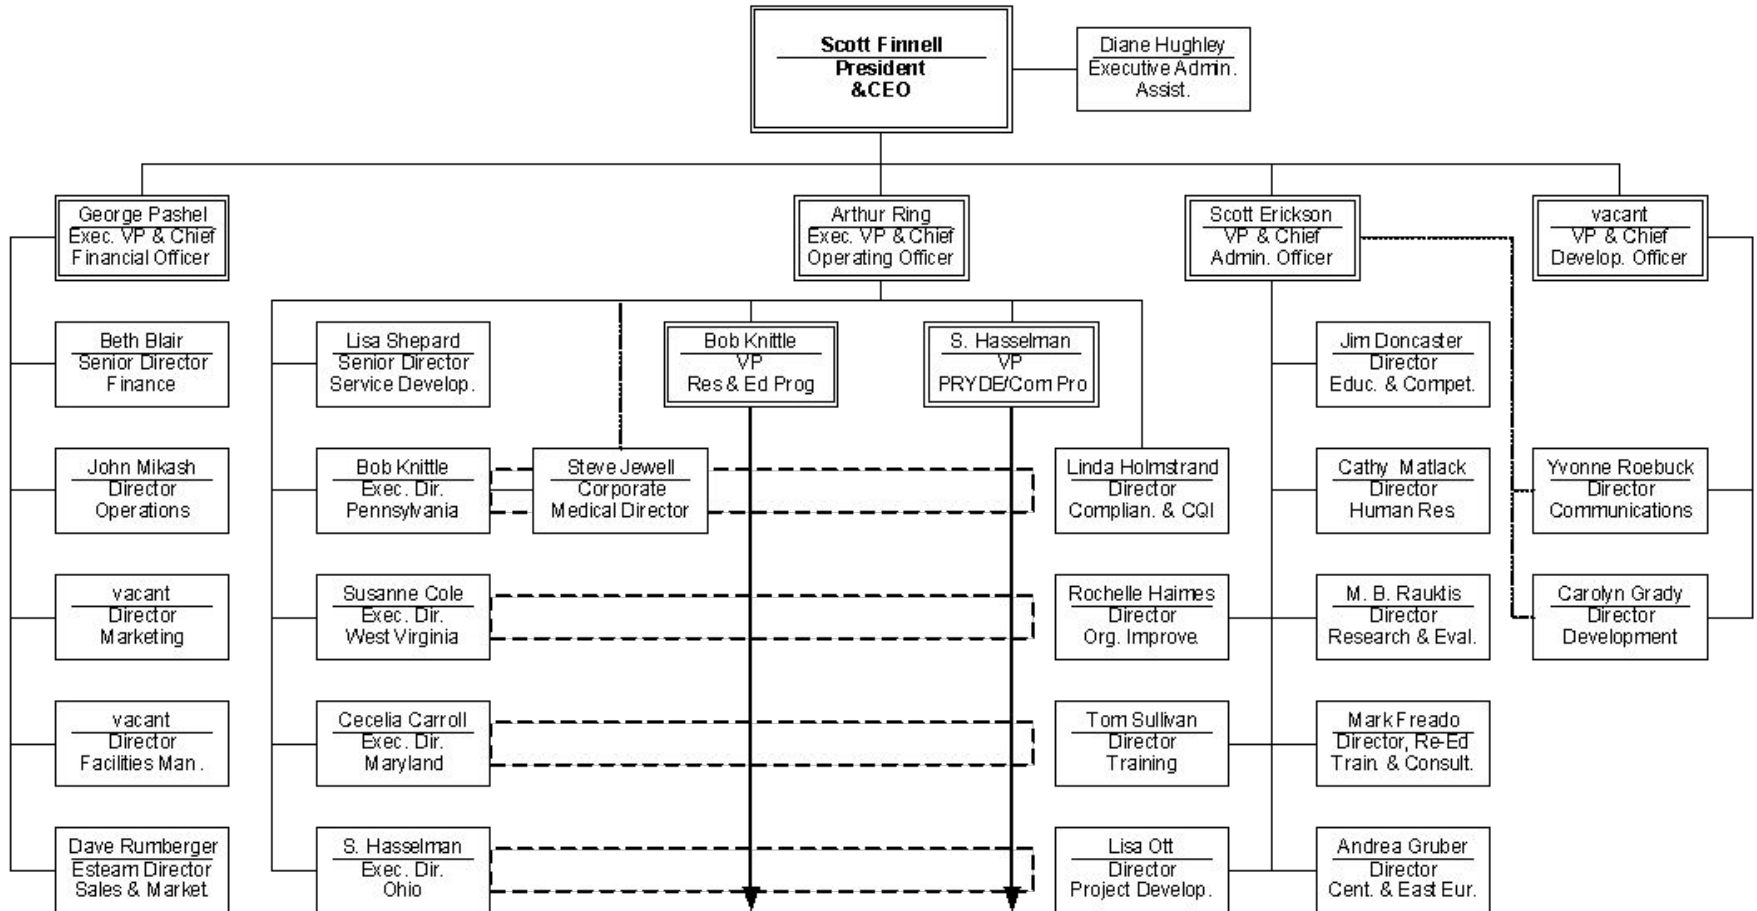 Scott Finnell
President
&CEO
Diane Hughley
Executive Admin.
Assist.
George Pashel
Exec. VP & Chief
Financial Officer
Arthur Ring
Exec. VP & Chief
Operating Officer
Scott Erickson
VP & Chief
Admin. Officer
vacant
VP & Chief
Develop. Officer
Beth Blair
Senior Director
Finance
Lisa Shepard
Senior Director
Service Develop.
Bob Knittle
VP
Res & Ed Prog
S. Hasselman
VP
PRYDE/Com Pro
Jim Doncaster
Director
Educ. & Compet.
John Mikash
Director
Operations
Bob Knittle
Exec. Dir.
Pennsylvania
Steve Jewell
Corporate
Medical Director
Linda Holmstrand
Director
Complian. & CQI
Cathy Matlack
Director
Human Res.
Yvonne Roebuck
Director
Communications
vacant
Director
Marketing
Susanne Cole
Exec. Dir.
West Virginia
Rochelle Haimes
Director
Org. Improve.
M. B. Rauktis
Director
Research & Eval.
Carolyn Grady
Director
Development
vacant
Director
Facilities Man.
Cecelia Carroll
Exec. Dir.
Maryland
Tom Sullivan
Director
Training
Mark Freado
Director, Re-Ed
Train. & Consult.
Dave Rumberger
Esteam Director
Sales & Market.
S. Hasselman
Exec. Dir.
Ohio
Lisa Ott
Director
Project Develop.
Andrea Gruber
Director
Cent. & East Eur.